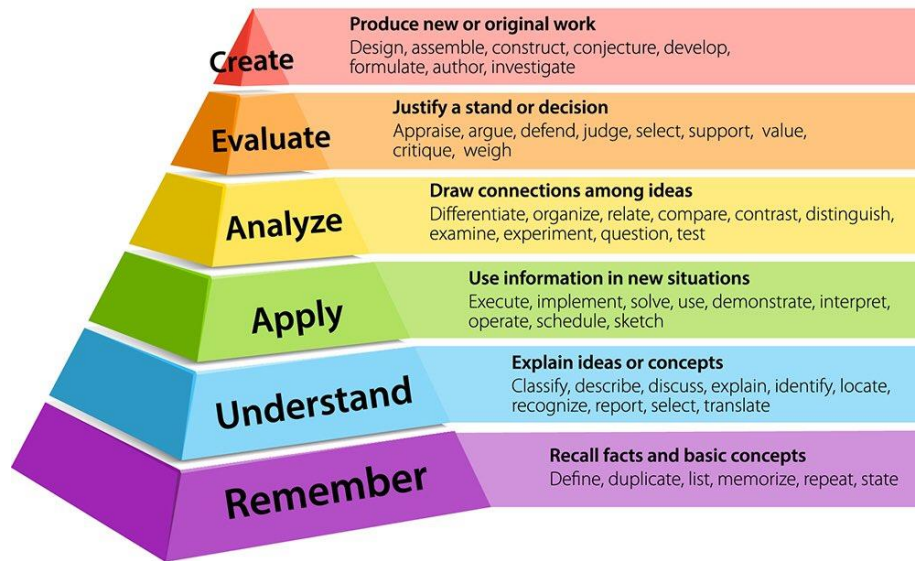 Create
Produce new or original work
Design, assemble, construct, conjecture, develop,
formulate, author, investigate
Evaluate
Justify a stand or decision
Appraise, argue, defend, judge, select, support, value,
critique, weigh
Analyze
Draw connections among ideas
Differentiate, organize, relate, compare, contrast, distinguish,
examine, experiment, question, test
Apply
Use information in new situations
Execute, implement, solve, use, demonstrate, interpret,
operate, schedule, sketch
Understand
Explain ideas or concepts
Classify, describe, discuss, explain, identify, locate,
recognize, report, select, translate
Remember
Recall facts and basic concepts
Define, duplicate, list, memorize, repeat, state